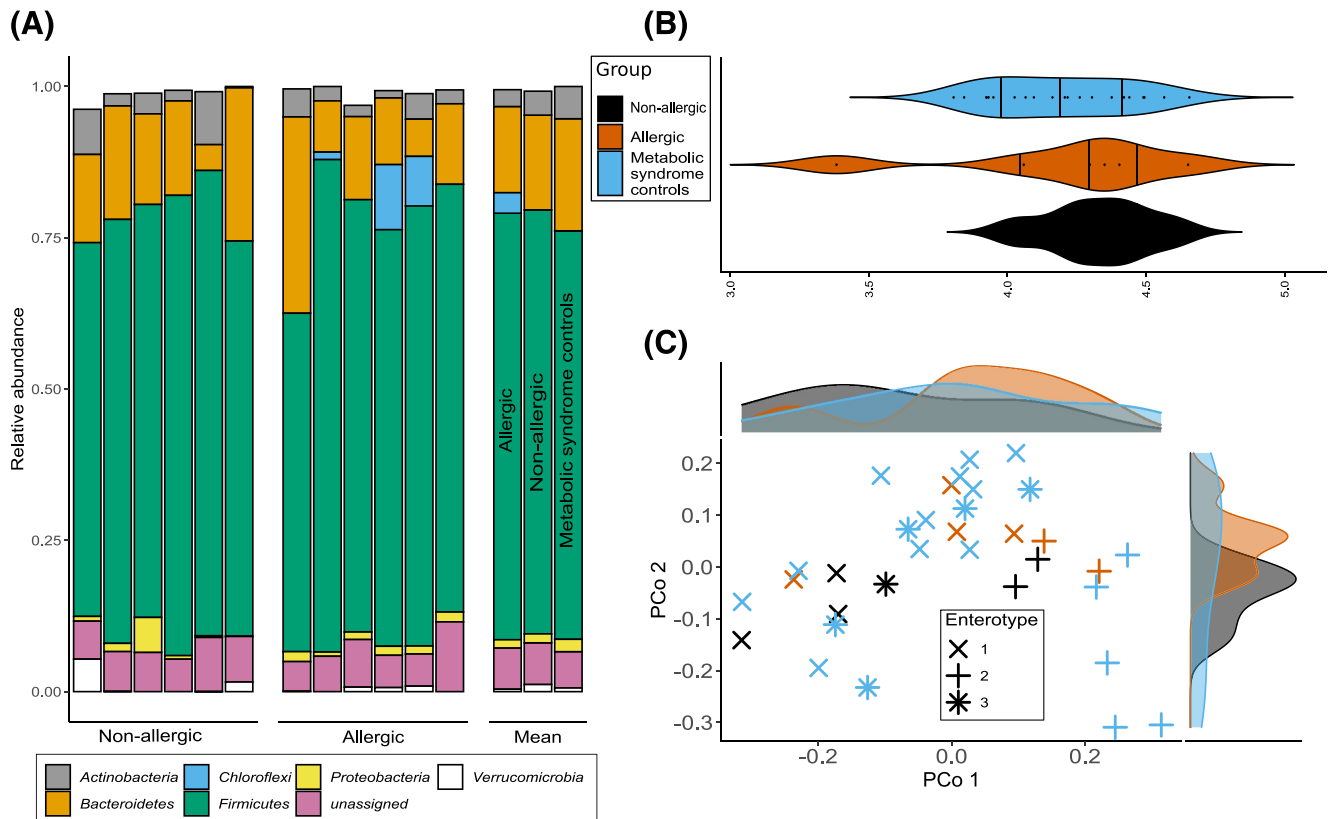 (A)
Relative abundance
1.00
0.75
0.50
0.25
0.00
Allergic
Non-allergic
Metabolic syndrome controls
Non-allergic
Allergic
Mean
Actinobacteria
Chloroflexi
Proteobacteria
Verrucomicrobia
Bacteroidetes
Firmicutes
unassigned
Group
Non-allergic
Allergic
Metabolic
syndrome
controls
(B)
3.0
3.5
4.0
4.5
5.0
(C)
PCo 2
0.2
0.1
0.0
-0.1
-0.2
-0.3
Enterotype
1
2
3
-0.2
0.0
0.2
PCo 1